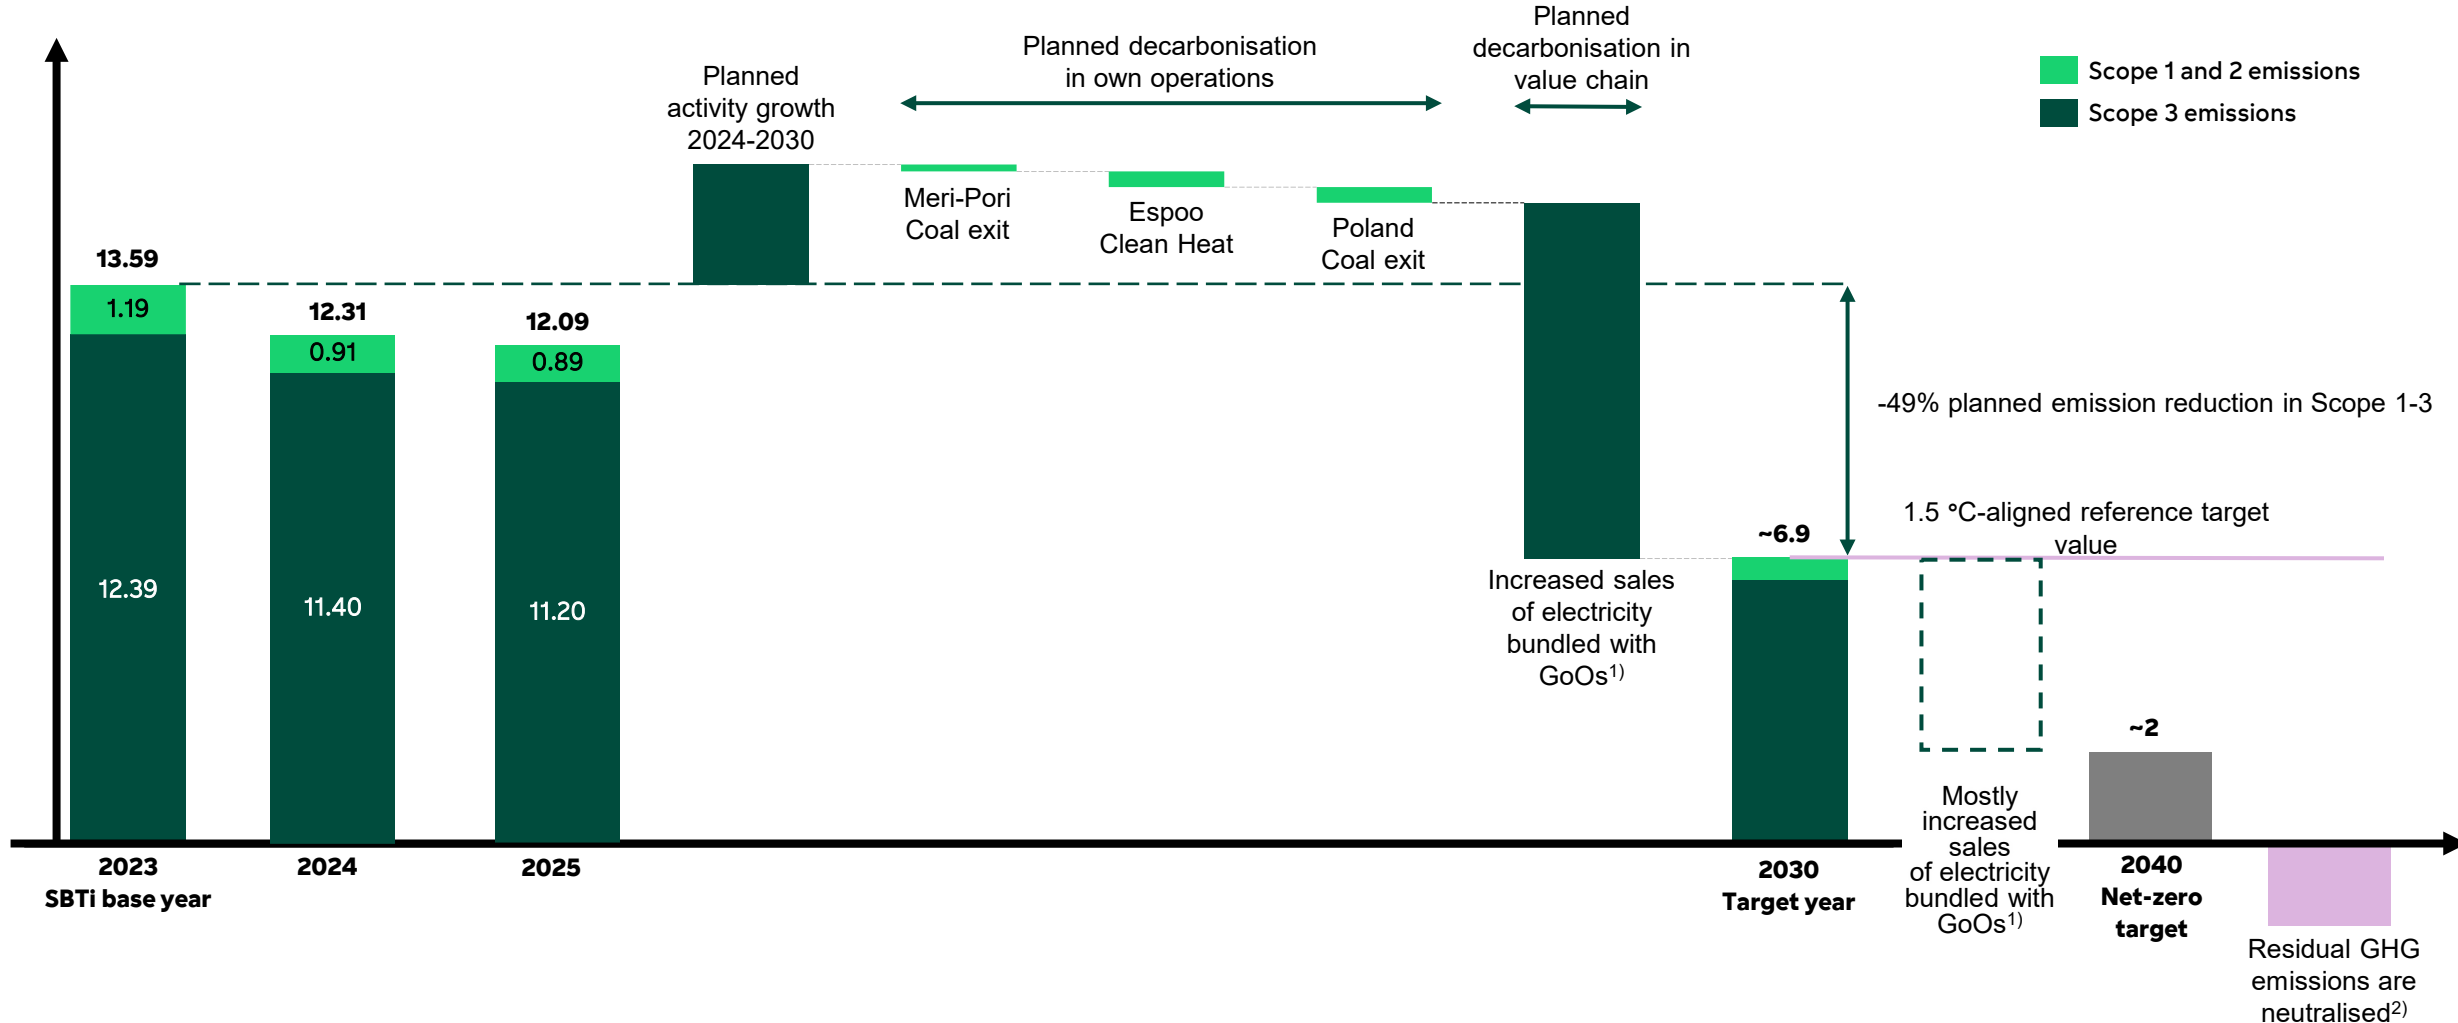 Planned
activity growth
2024-2030
Planned decarbonisation
in own operations
Planned
decarbonisation in
value chain
Scope 1 and 2 emissions
Scope 3 emissions
Meri-Pori
Coal exit
Espoo
Clean Heat
Poland
Coal exit
13.59
1.19
12.39
12.31
0.91
11.40
12.09
0.89
11.20
-49% planned emission reduction in Scope 1-3
1.5 °C-aligned reference target
value
~6.9
Increased sales
of electricity
bundled with
GoOs1)
~2
Mostly
increased
sales
of electricity
bundled with
GoOs1)
2023
SBTi base year
2024
2025
2030
Target year
2040
Net-zero
target
Residual GHG
emissions are
neutralised2)